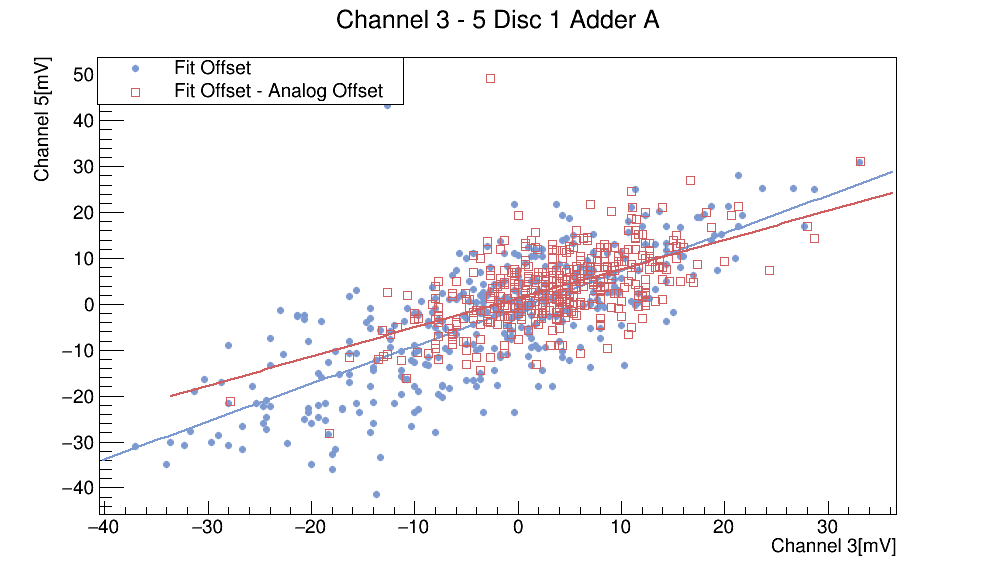 Channel 3 - 5 Disc 1 Adder A
Channel 5[mV]
Fit Offset
Fit Offset - Analog Offset
50
40
30
20
10
0
−10
−20
−30
−40
−40 −30 −20 −10 0 10 20 30
Channel 3[mV]